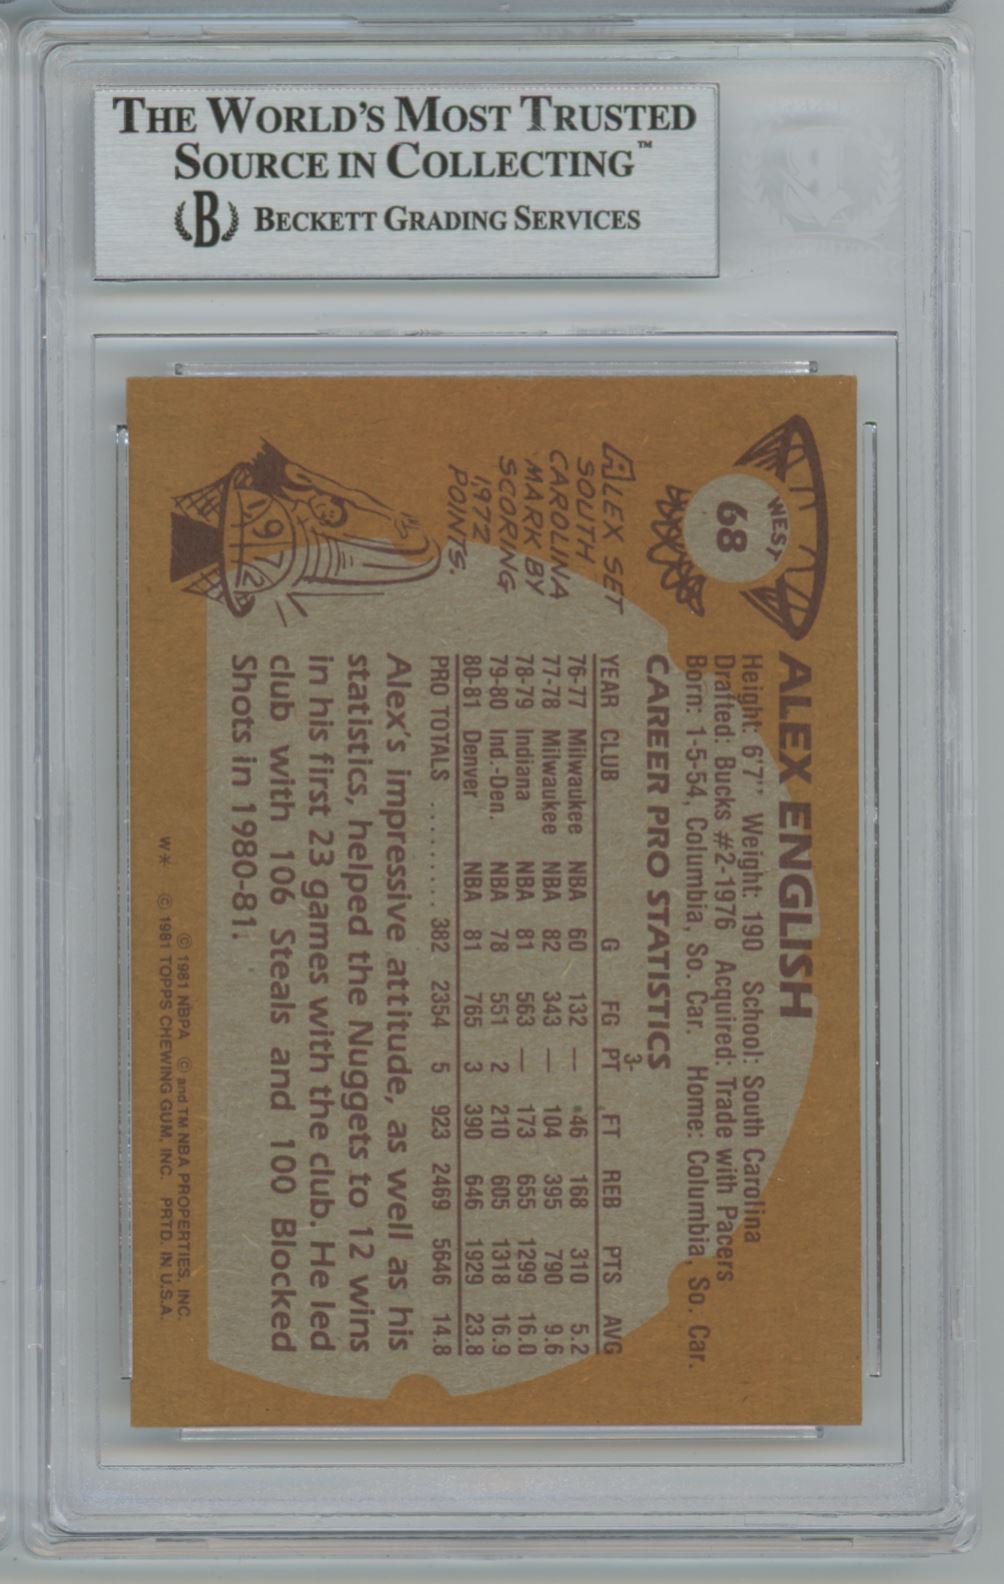 THE WORLD'S MOST TRUSTED
SOURCE IN COLLECTING™
B BECKETT GRADING SERVICES
WEST
68
ALEX ENGLISH
Height: 6'7" Weight: 190 School: South Carolina
Drafted: Bucks #2-1976 Acquired: Trade with Pacers
Born: 1-5-54, Columbia, So. Car. Home: Columbia, So. Car.
CAREER PRO STATISTICS
YEAR CLUB G FG 3-PT FT REB PTS AVG
76-77 Milwaukee NBA 60 132 — 46 168 310 5.2
77-78 Milwaukee NBA 82 343 — 104 395 790 9.6
78-79 Indiana NBA 81 563 — 173 655 1299 16.0
79-80 Ind.-Den. NBA 78 551 2 210 605 1318 16.9
80-81 Denver NBA 81 765 3 390 646 1929 23.8
PRO TOTALS ......... 382 2354 5 923 2469 5646 14.8
ALEX SET
SOUTH
CAROLINA
MARK BY
SCORING
1,972
POINTS.
1972
Alex's impressive attitude, as well as his
statistics, helped the Nuggets to 12 wins
in his first 23 games with the club. He led
club with 106 Steals and 100 Blocked
Shots in 1980-81.
© 1981 NBPA © and TM NBA PROPERTIES, INC.
W* © 1981 TOPPS CHEWING GUM, INC. PRTD. IN U.S.A.